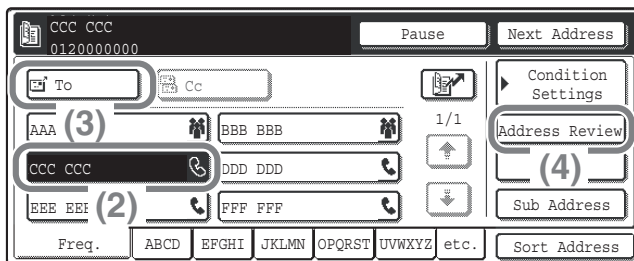 CCC CCC
0120000000
Pause
Next Address
To
Cc
Condition
Settings
AAA
(3)
BBB BBB
1/1
Address Review
CCC CCC
DDD DDD
(4)
EEE
(2)
FFF FFF
Sub Address
Freq.
ABCD
EFGHI
JKLMN
OPQRST
UVWXYZ
etc.
Sort Address